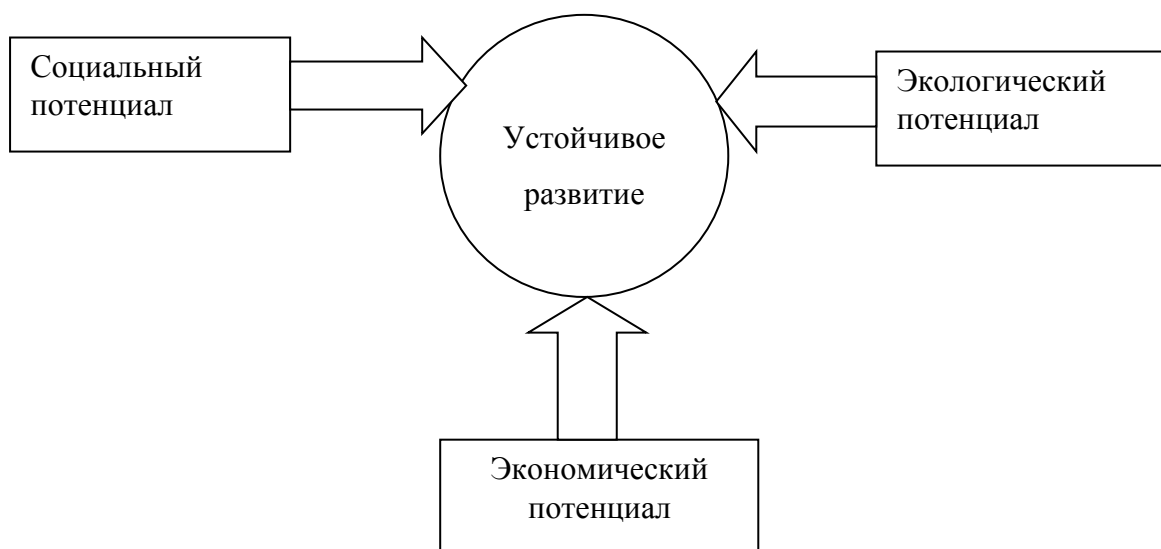 Социальный
потенциал
Экологический
потенциал
Устойчивое
развитие
Экономический
потенциал